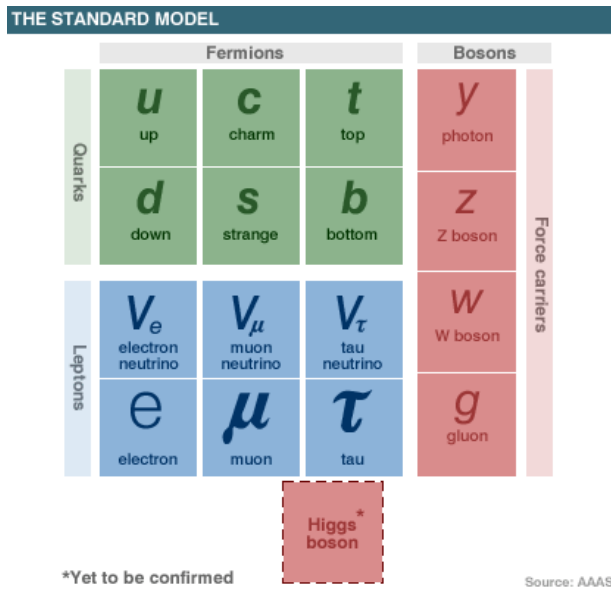 THE STANDARD MODEL
Fermions
Bosons
Quarks
u
up
c
charm
t
top
y
photon
d
down
s
strange
b
bottom
z
Z boson
Force carriers
Leptons
Ve
electron
neutrino
Vμ
muon
neutrino
Vτ
tau
neutrino
w
W boson
e
electron
μ
muon
τ
tau
g
gluon
Higgs*
boson
*Yet to be confirmed
Source: AAAS